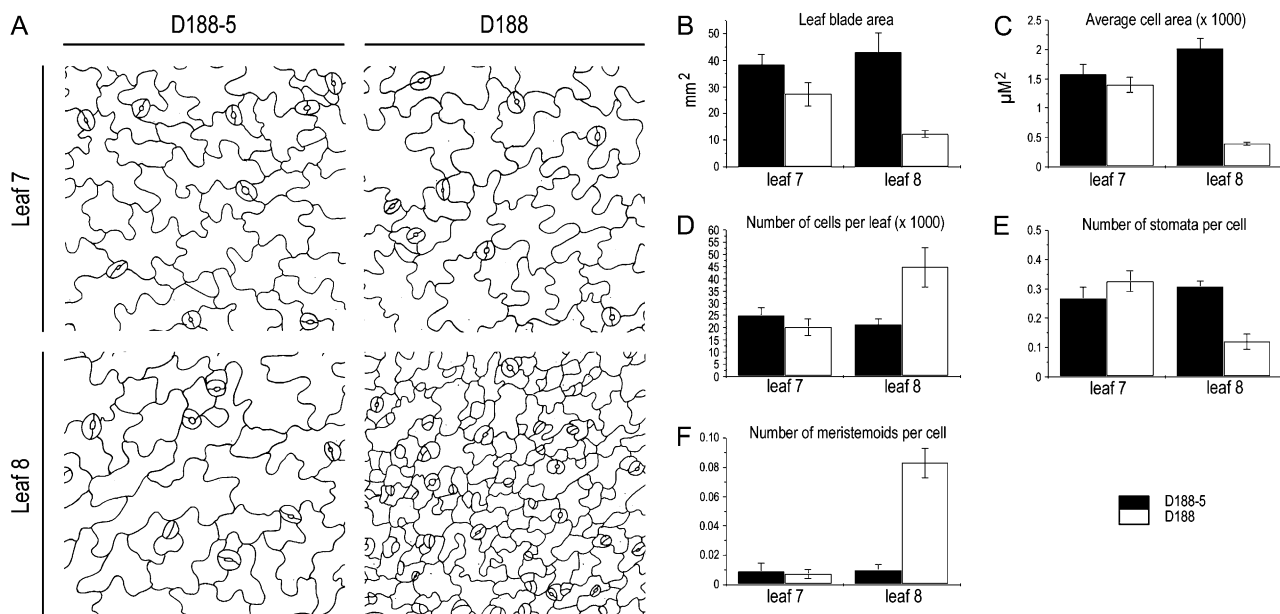 A
D188-5
D188
Leaf 7
Leaf 8
B
Leaf blade area
mm2
50
40
30
20
10
0
leaf 7
leaf 8
C
Average cell area (x 1000)
µM2
2.5
2
1.5
1
0.5
0
leaf 7
leaf 8
D
Number of cells per leaf (x 1000)
60
55
50
45
40
35
30
25
20
15
10
5
0
leaf 7
leaf 8
E
Number of stomata per cell
0.5
0.4
0.3
0.2
0.1
0
leaf 7
leaf 8
F
Number of meristemoids per cell
0.10
0.08
0.06
0.04
0.02
0
leaf 7
leaf 8
D188-5
D188